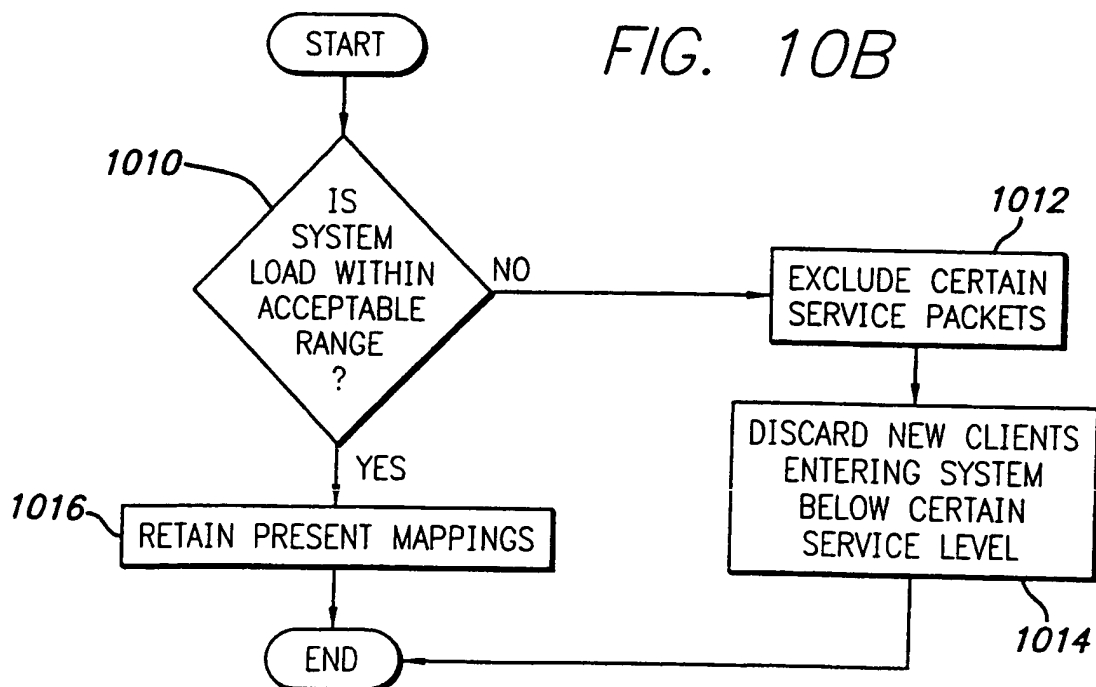 START
FIG. 10B
1010
IS
SYSTEM
LOAD WITHIN
ACCEPTABLE
RANGE
?
NO
1012
EXCLUDE CERTAIN
SERVICE PACKETS
DISCARD NEW CLIENTS
ENTERING SYSTEM
BELOW CERTAIN
SERVICE LEVEL
1014
YES
1016
RETAIN PRESENT MAPPINGS
END